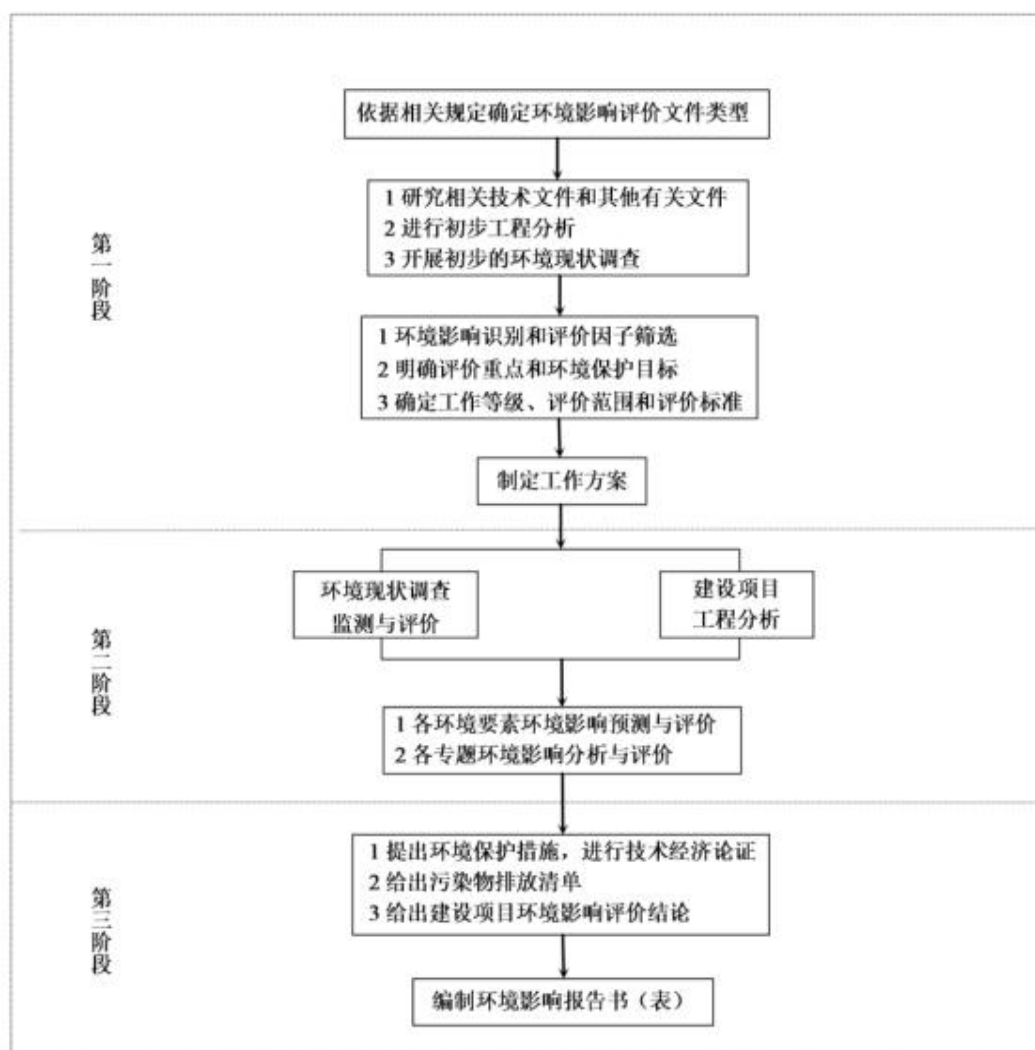 依据相关规定确定环境影响评价文件类型
1 研究相关技术文件和其他有关文件
2 进行初步工程分析
3 开展初步的环境现状调查
第一阶段
1 环境影响识别和评价因子筛选
2 明确评价重点和环境保护目标
3 确定工作等级、评价范围和评价标准
制定工作方案
环境现状调查
监测与评价
建设项目
工程分析
第二阶段
1 各环境要素环境影响预测与评价
2 各专题环境影响分析与评价
1 提出环境保护措施，进行技术经济论证
2 给出污染物排放清单
3 给出建设项目环境影响评价结论
第三阶段
编制环境影响报告书（表）